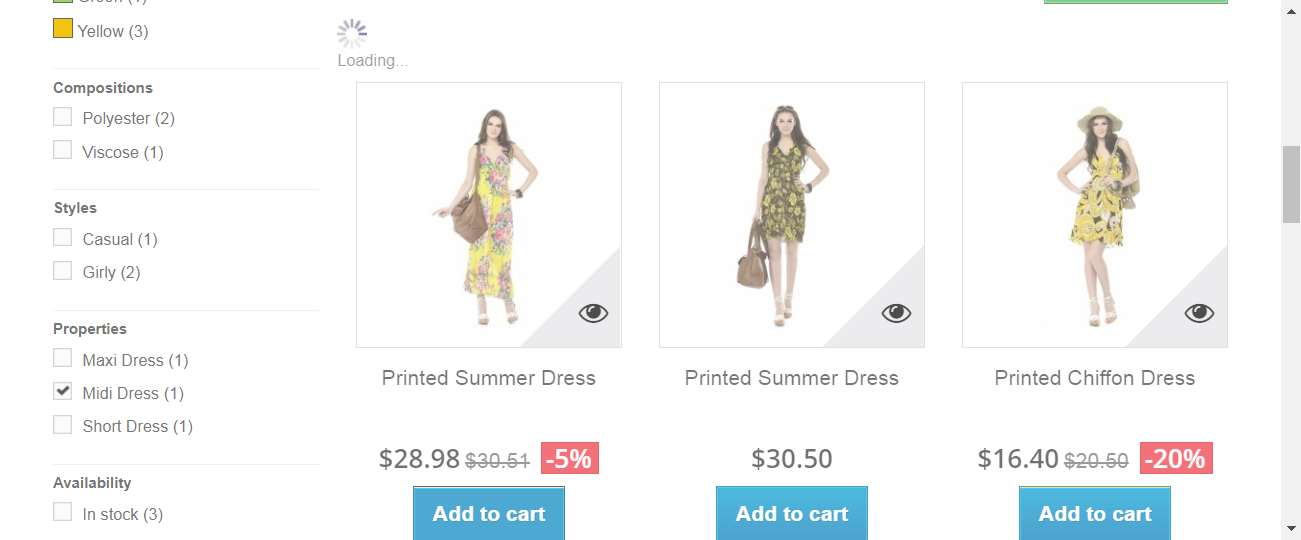 Green (1)
Yellow (3)
Loading...
Compositions
Polyester (2)
Viscose (1)
Styles
Casual (1)
Girly (2)
Properties
Maxi Dress (1)
Midi Dress (1)
Short Dress (1)
Availability
In stock (3)
Printed Summer Dress
$28.98 $30.51 -5%
Add to cart
Printed Summer Dress
$30.50
Add to cart
Printed Chiffon Dress
$16.40 $20.50 -20%
Add to cart